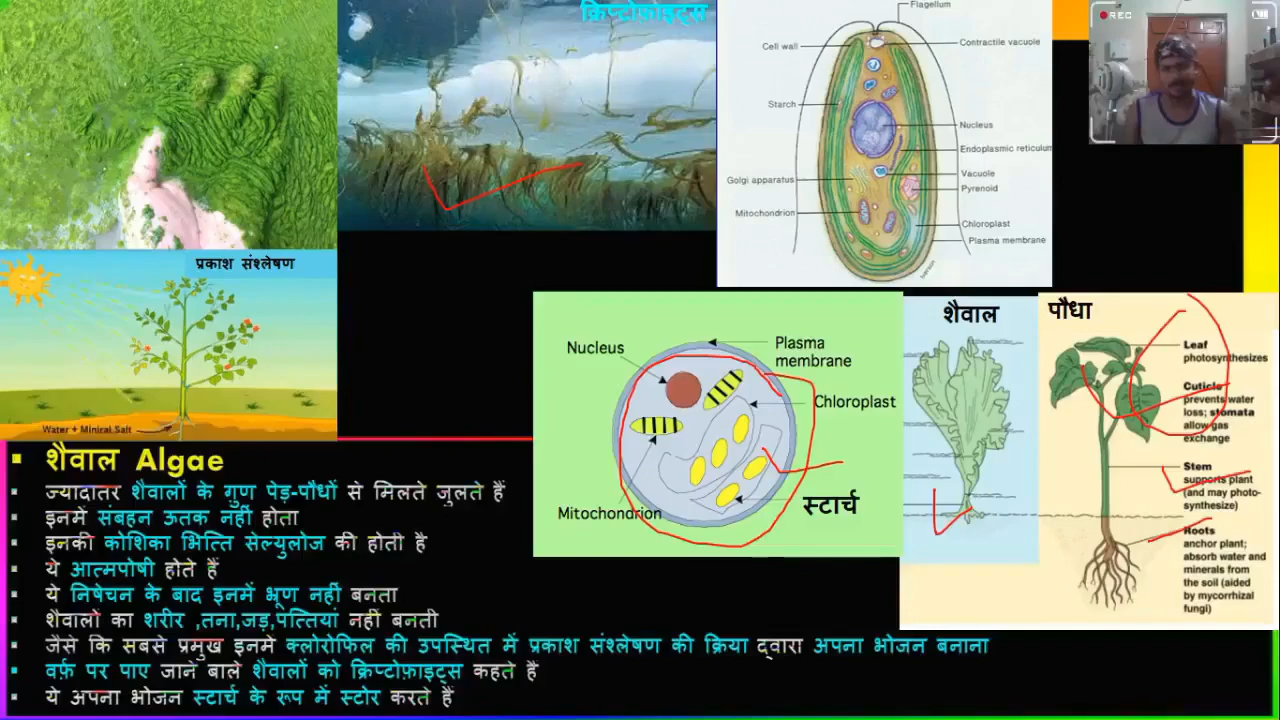 क्रिप्टोफ़ाइट्स
Flagellum
Cell wall
Contractile vacuole
Starch
Nucleus
Endoplasmic reticulum
Vacuole
Golgi apparatus
Pyrenoid
Mitochondrion
Chloroplast
Plasma membrane
REC
प्रकाश संश्लेषण
Water + Miniral Salt
Nucleus
Plasma
membrane
Chloroplast
Mitochondrion
स्टार्च
शैवाल
पौधा
Leaf
photosynthesizes
Cuticle
prevents water
loss; stomata
allow gas
exchange
Stem
supports plant
(and may photo-
synthesize)
Roots
anchor plant;
absorb water and
minerals from
the soil (aided
by mycorrhizal
fungi)
शैवाल Algae
ज्यादातर शैवालों के गुण पेड़-पौधों से मिलते जुलते हैं
इनमें संबहन ऊतक नहीं होता
इनकी कोशिका भित्ति सेल्युलोज की होती है
ये आत्मपोषी होते हैं
ये निषेचन के बाद इनमें भ्रूण नहीं बनता
शैवालों का शरीर ,तना,जड़,पत्तियां नहीं बनती
जैसे कि सबसे प्रमुख इनमे क्लोरोफिल की उपस्थित में प्रकाश संश्लेषण की क्रिया द्वारा अपना भोजन बनाना
वर्फ़ पर पाए जाने बाले शैवालों को क्रिप्टोफ़ाइट्स कहते हैं
ये अपना भोजन स्टार्च के रूप में स्टोर करते हैं